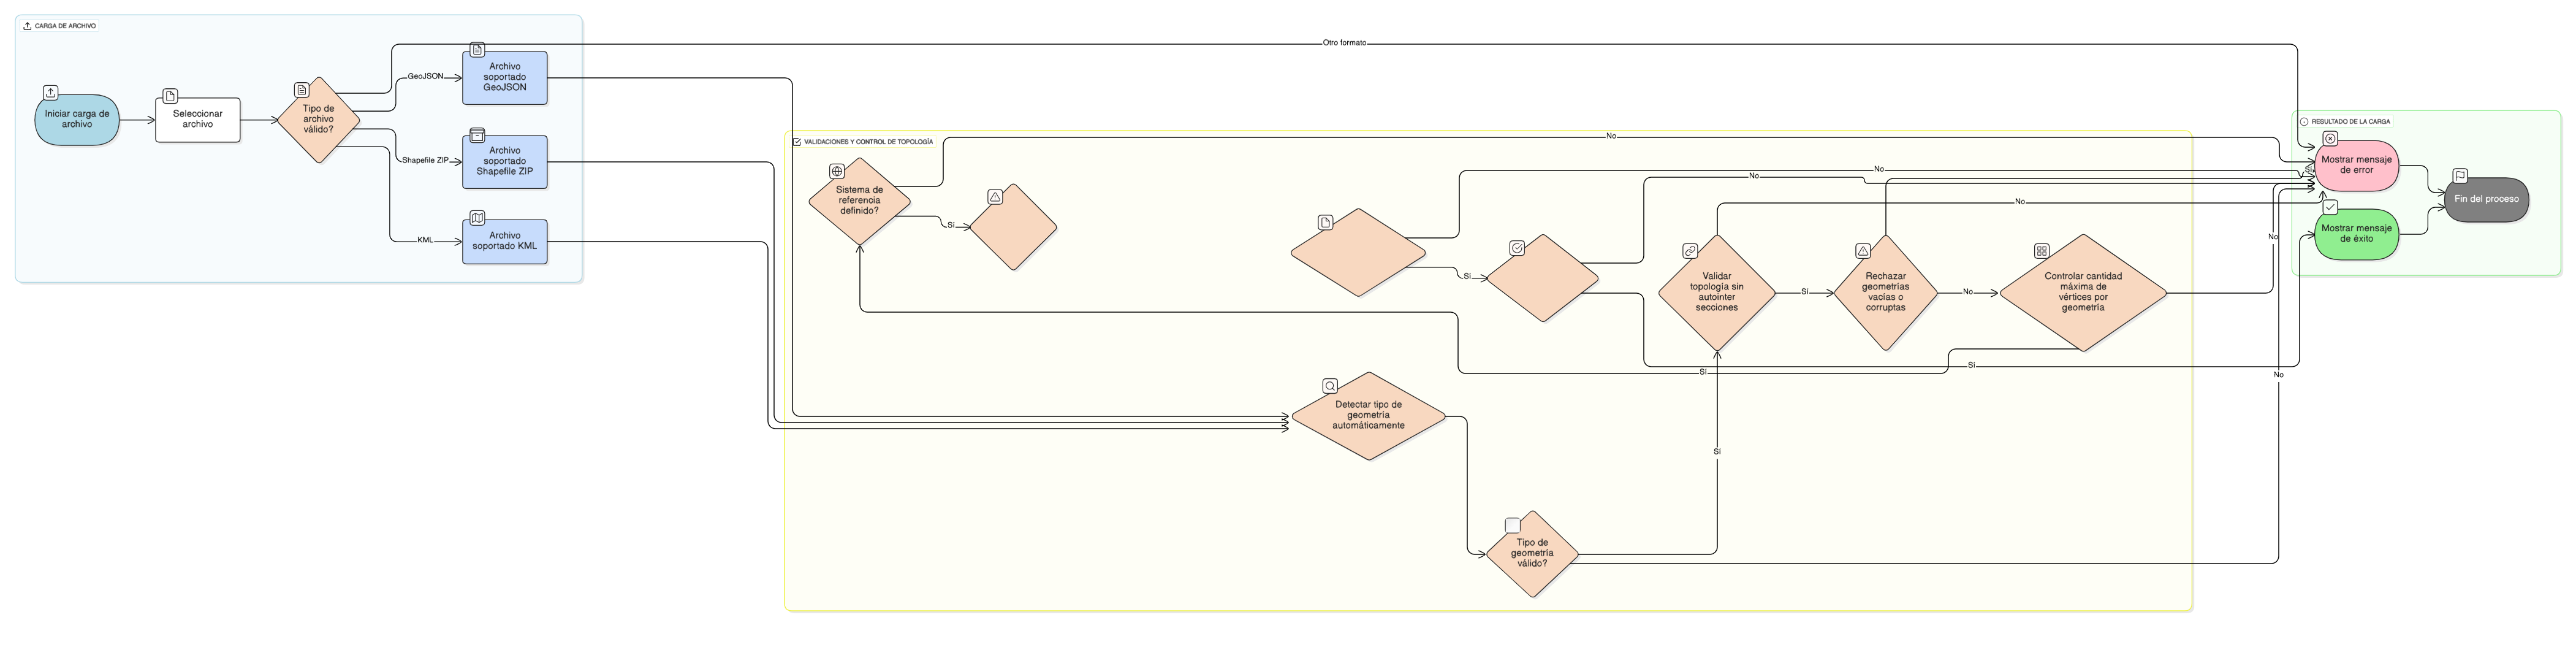 CARGA DE ARCHIVO
Iniciar carga de
archivo
Seleccionar
archivo
Tipo de
archivo
válido?
GeoJSON
Shapefile ZIP
KML
Otro formato
Archivo
soportado
GeoJSON
Archivo
soportado
Shapefile ZIP
Archivo
soportado KML
VALIDACIONES Y CONTROL DE TOPOLOGÍA
Sistema de
referencia
definido?
No
Sí
No
Sí
No
Sí
Validar
topología sin
autointer
secciones
No
Sí
Rechazar
geometrías
vacías o
corruptas
Sí
No
Controlar cantidad
máxima de
vértices por
geometría
No
Sí
Detectar tipo de
geometría
automáticamente
Tipo de
geometría
válido?
Sí
No
RESULTADO DE LA CARGA
Mostrar mensaje
de error
Mostrar mensaje
de éxito
Fin del proceso